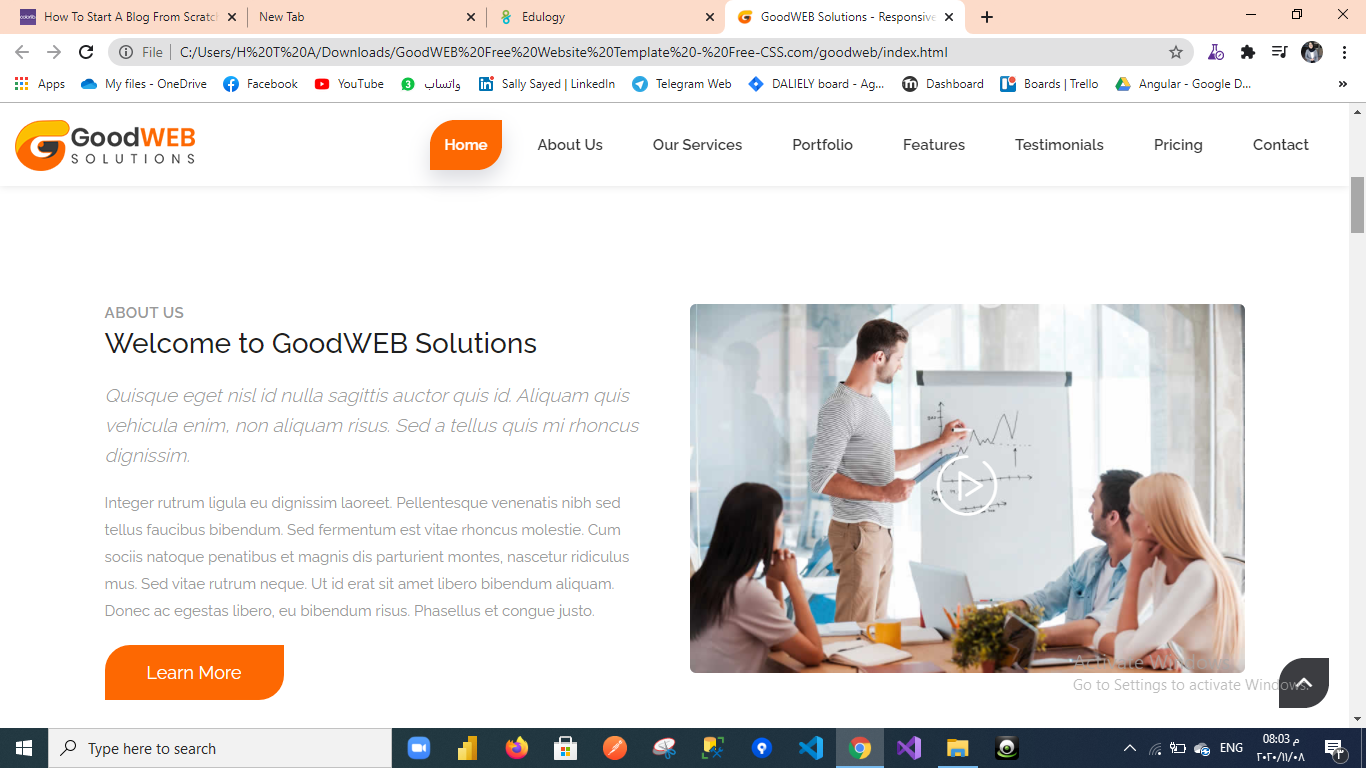 How To Start A Blog From Scratch
New Tab
Edulogy
GoodWEB Solutions - Responsive
File
C:/Users/H%20T%20A/Downloads/GoodWEB%20Free%20Website%20Template%20-%20Free-CSS.com/goodweb/index.html
Apps
My files - OneDrive
Facebook
YouTube
واتساب
Sally Sayed | LinkedIn
Telegram Web
DALIELY board - Ag...
Dashboard
Boards | Trello
Angular - Google D...
GoodWEB
SOLUTIONS
Home
About Us
Our Services
Portfolio
Features
Testimonials
Pricing
Contact
ABOUT US
Welcome to GoodWEB Solutions
Quisque eget nisl id nulla sagittis auctor quis id. Aliquam quis
vehicula enim, non aliquam risus. Sed a tellus quis mi rhoncus
dignissim.
Integer rutrum ligula eu dignissim laoreet. Pellentesque venenatis nibh sed
tellus faucibus bibendum. Sed fermentum est vitae rhoncus molestie. Cum
sociis natoque penatibus et magnis dis parturient montes, nascetur ridiculus
mus. Sed vitae rutrum neque. Ut id erat sit amet libero bibendum aliquam.
Donec ac egestas libero, eu bibendum risus. Phasellus et congue justo.
Learn More
Activate Windows
Go to Settings to activate Windows.
Type here to search
ENG
08:03 م
٢٠٢٠/١١/٠٨